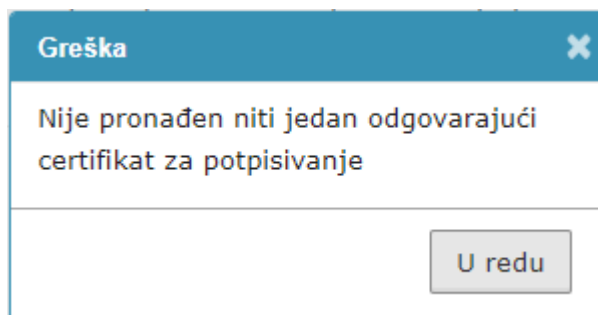 Greška
Nije pronađen niti jedan odgovarajući
certifikat za potpisivanje
U redu